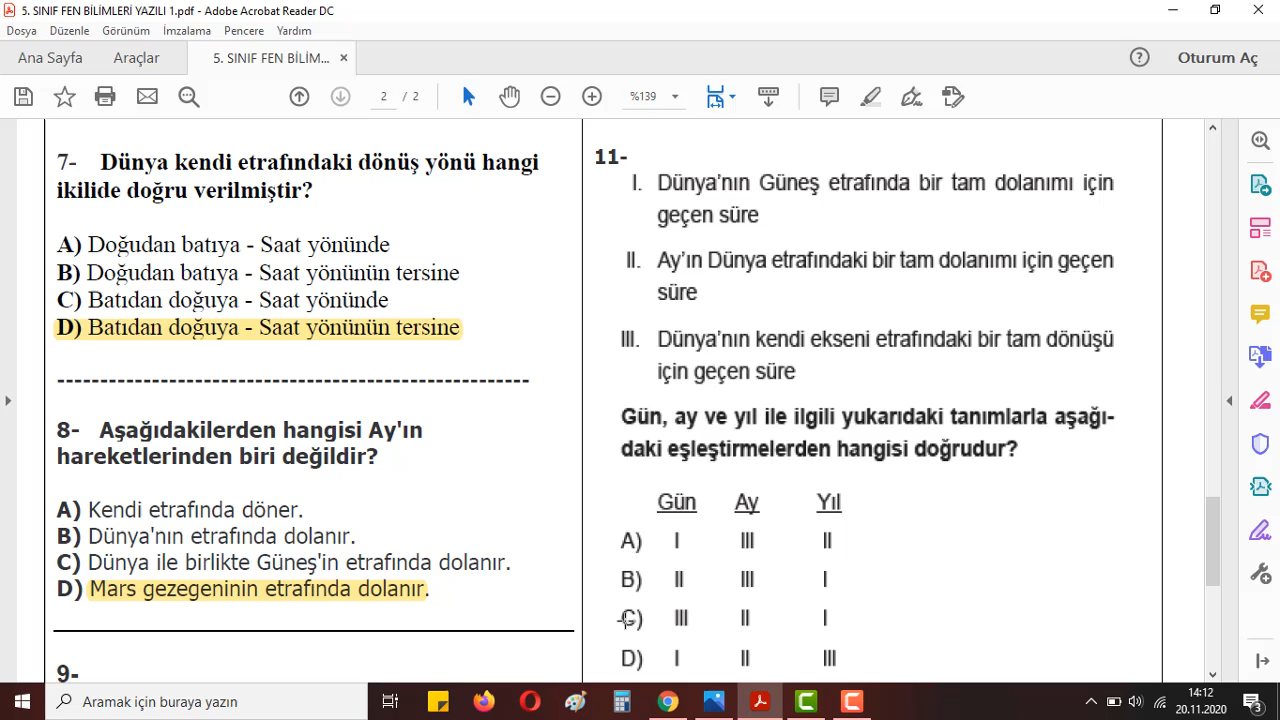 5. SINIF FEN BİLİMLERİ YAZILI 1.pdf - Adobe Acrobat Reader DC
Dosya Düzenle Görünüm İmzalama Pencere Yardım
Ana Sayfa Araçlar 5. SINIF FEN BİLİM... × Oturum Aç
2 / 2 %139
7- Dünya kendi etrafındaki dönüş yönü hangi
ikilide doğru verilmiştir?
A) Doğudan batıya - Saat yönünde
B) Doğudan batıya - Saat yönünün tersine
C) Batıdan doğuya - Saat yönünde
D) Batıdan doğuya - Saat yönünün tersine
-------------------------------------------------------
8- Aşağıdakilerden hangisi Ay'ın
hareketlerinden biri değildir?
A) Kendi etrafında döner.
B) Dünya'nın etrafında dolanır.
C) Dünya ile birlikte Güneş'in etrafında dolanır.
D) Mars gezegeninin etrafında dolanır.
9-
11-
I. Dünya'nın Güneş etrafında bir tam dolanımı için
geçen süre
II. Ay'ın Dünya etrafındaki bir tam dolanımı için geçen
süre
III. Dünya'nın kendi ekseni etrafındaki bir tam dönüşü
için geçen süre
Gün, ay ve yıl ile ilgili yukarıdaki tanımlarla aşağı-
daki eşleştirmelerden hangisi doğrudur?
Gün Ay Yıl
A) I III II
B) II III I
C) III II I
D) I II III
Aramak için buraya yazın
14:12
20.11.2020
3